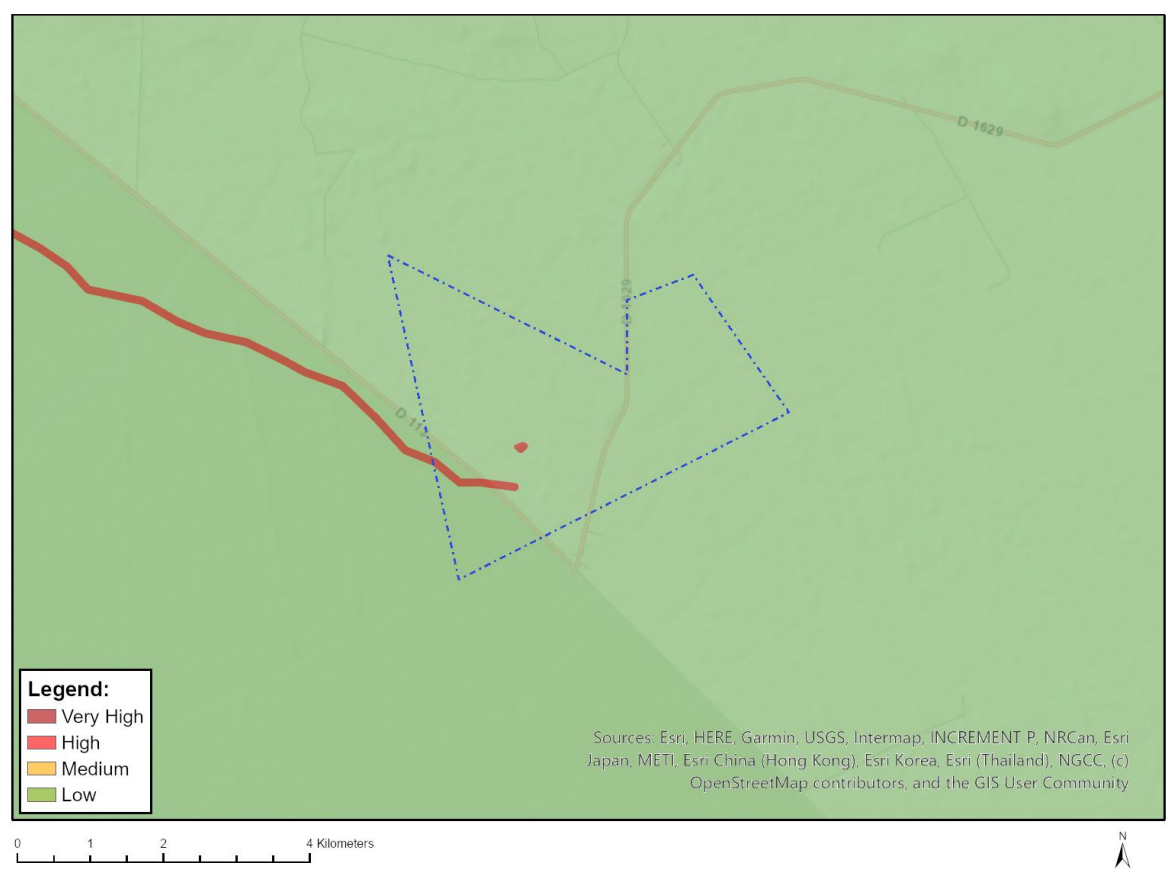 D 1629
D 1629
D 113
Legend:
Very High
High
Medium
Low
Sources: Esri, HERE, Garmin, USGS, Intermap, INCREMENT P, NRCan, Esri
Japan, METI, Esri China (Hong Kong), Esri Korea, Esri (Thailand), NGCC, (c)
OpenStreetMap contributors, and the GIS User Community
0 1 2 4 Kilometers
N